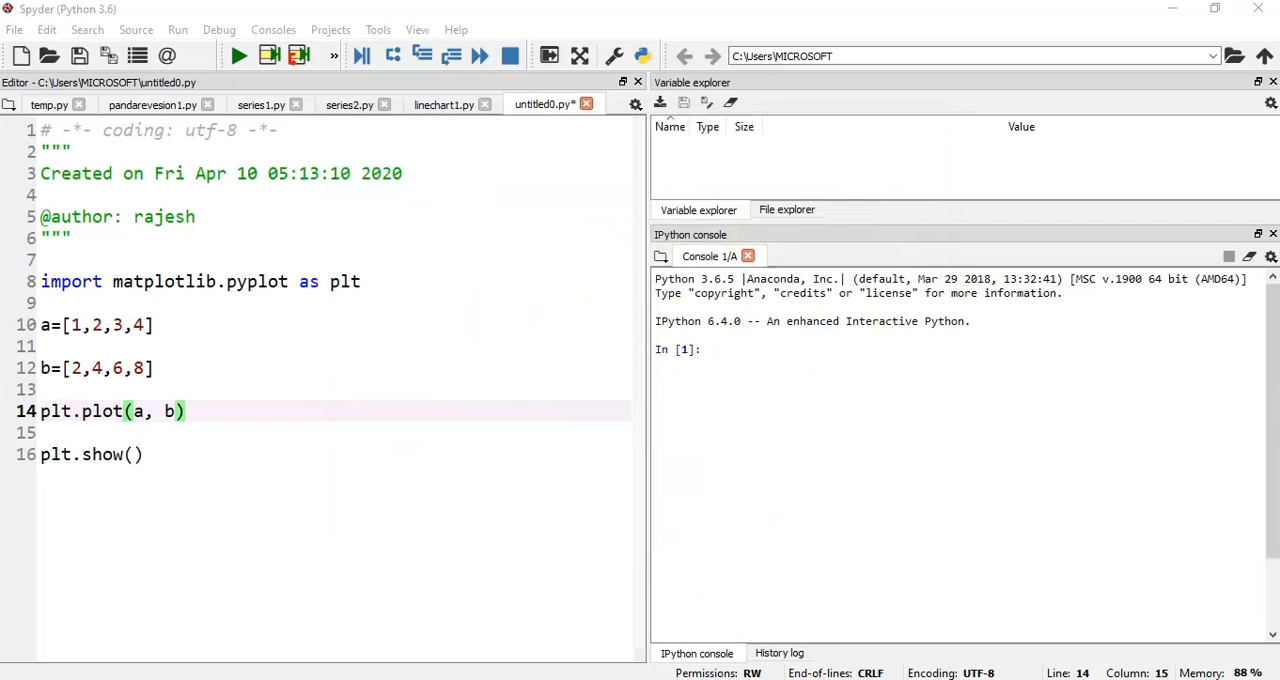 Spyder (Python 3.6)
File Edit Search Source Run Debug Consoles Projects Tools View Help
» C:\Users\MICROSOFT
Editor - C:\Users\MICROSOFT\untitled0.py
temp.py pandarevesion1.py series1.py series2.py linechart1.py untitled0.py*
1 # -*- coding: utf-8 -*-
2 """
3 Created on Fri Apr 10 05:13:10 2020
4
5 @author: rajesh
6 """
7
8 import matplotlib.pyplot as plt
9
10 a=[1,2,3,4]
11
12 b=[2,4,6,8]
13
14 plt.plot(a, b)
15
16 plt.show()
Variable explorer
Name Type Size Value
Variable explorer File explorer
IPython console
Console 1/A
Python 3.6.5 |Anaconda, Inc.| (default, Mar 29 2018, 13:32:41) [MSC v.1900 64 bit (AMD64)]
Type "copyright", "credits" or "license" for more information.
IPython 6.4.0 -- An enhanced Interactive Python.
In [1]:
IPython console History log
Permissions: RW End-of-lines: CRLF Encoding: UTF-8 Line: 14 Column: 15 Memory: 88 %